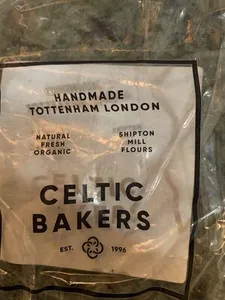 HANDMADE
TOTTENHAM LONDON
NATURAL
FRESH
ORGANIC
SHIPTON
MILL
FLOURS
CELTIC
BAKERS
EST. 1996